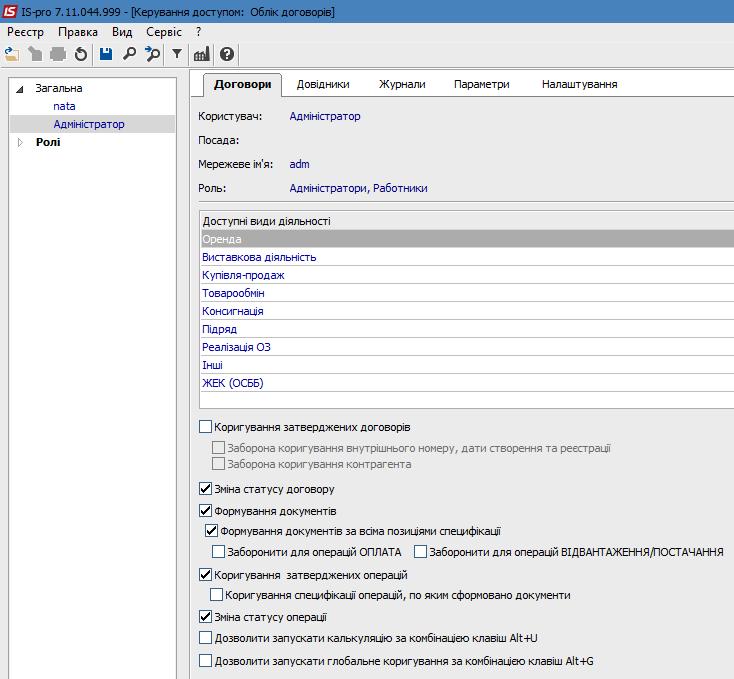 IS IS-pro 7.11.044.999 - [Керування доступом: Облік договорів]
Реєстр Правка Вид Сервіс ?
Загальна
nata
Адміністратор
Ролі
Договори Довідники Журнали Параметри Налаштування
Користувач: Адміністратор
Посада:
Мережеве ім'я: adm
Роль: Адміністратори, Работники
Доступні види діяльності
Оренда
Виставкова діяльність
Купівля-продаж
Товарообмін
Консигнація
Підряд
Реалізація ОЗ
Інші
ЖЕК (ОСББ)
Коригування затверджених договорів
Заборона коригування внутрішнього номеру, дати створення та реєстрації
Заборона коригування контрагента
Зміна статусу договору
Формування документів
Формування документів за всіма позиціями специфікації
Заборонити для операцій ОПЛАТА Заборонити для операцій ВІДВАНТАЖЕННЯ/ПОСТАЧАННЯ
Коригування затверджених операцій
Коригування специфікації операцій, по яким сформовано документи
Зміна статусу операції
Дозволити запускати калькуляцію за комбінацією клавіш Alt+U
Дозволити запускати глобальне коригування за комбінацією клавіш Alt+G